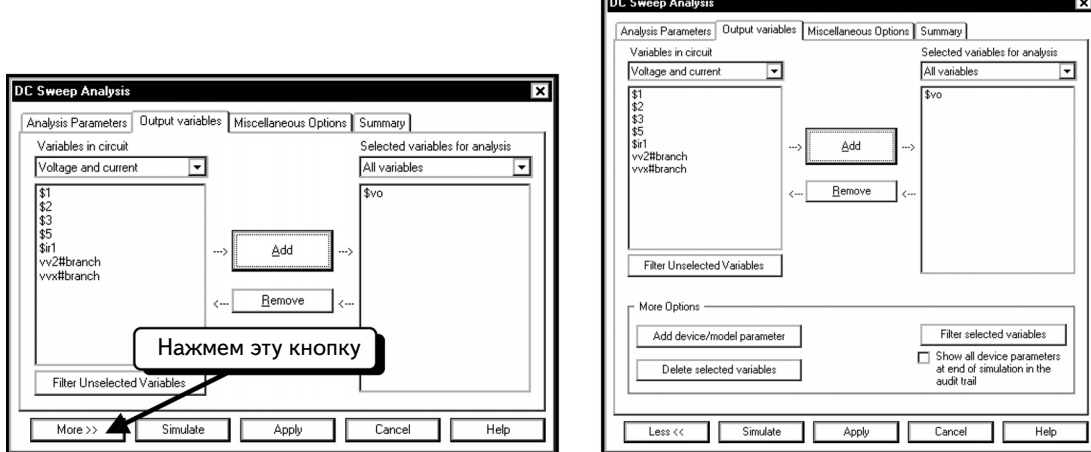 DC Sweep Analysis
Analysis Parameters Output variables Miscellaneous Options Summary
Variables in circuit Selected variables for analysis
Voltage and current All variables
$1 $vo
$2
$3
$5
$ir1
vv2#branch
vvx#branch
---> Add --->
<--- Remove <---
Нажмем эту кнопку
Filter Unselected Variables
More >> Simulate Apply Cancel Help
DC Sweep Analysis
Analysis Parameters Output variables Miscellaneous Options Summary
Variables in circuit Selected variables for analysis
Voltage and current All variables
$1 $vo
$2
$3
$5
$ir1
vv2#branch
vvx#branch
---> Add --->
<--- Remove <---
Filter Unselected Variables
More Options
Add device/model parameter Filter selected variables
Delete selected variables
Show all device parameters
at end of simulation in the
audit trail
Less << Simulate Apply Cancel Help